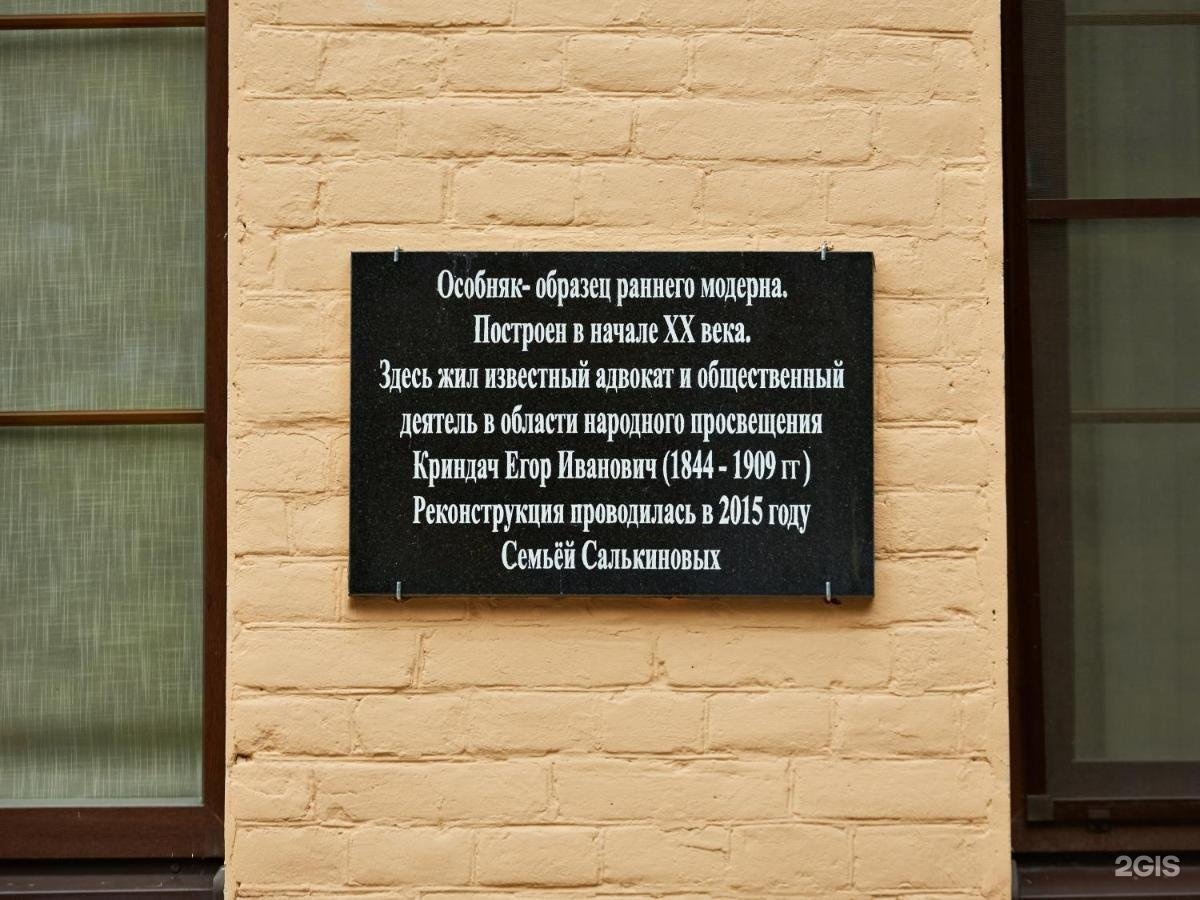 Особняк- образец раннего модерна.
Построен в начале XX века.
Здесь жил известный адвокат и общественный
деятель в области народного просвещения
Криндач Егор Иванович (1844 - 1909 гг )
Реконструкция проводилась в 2015 году
Семьёй Салькиновых
2GIS